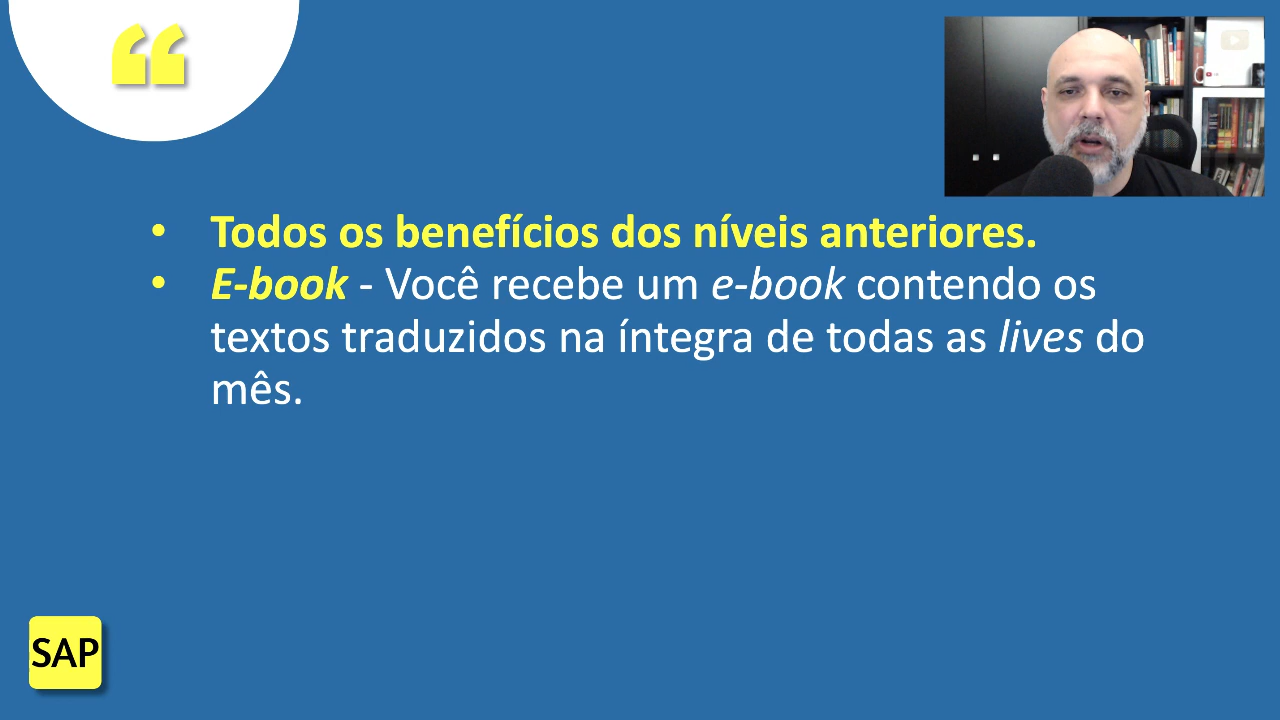 “
• Todos os benefícios dos níveis anteriores.
• E-book - Você recebe um e-book contendo os
textos traduzidos na íntegra de todas as lives do
mês.
SAP